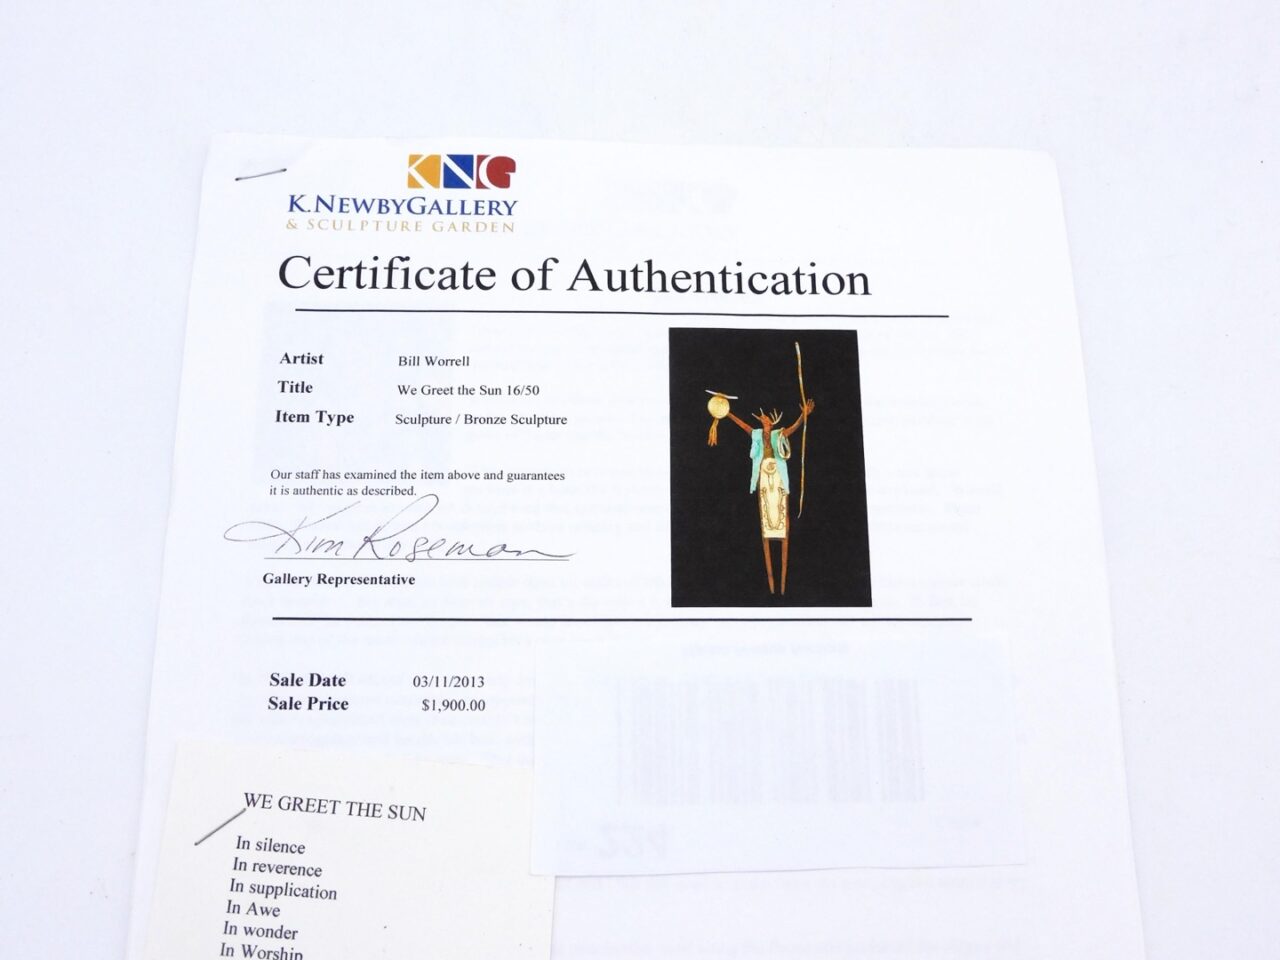 KNG
K.NEWBYGALLERY
& SCULPTURE GARDEN
Certificate of Authentication
Artist Bill Worrell
Title We Greet the Sun 16/50
Item Type Sculpture / Bronze Sculpture
Our staff has examined the item above and guarantees
it is authentic as described.
Kim Roseman
Gallery Representative
Sale Date 03/11/2013
Sale Price $1,900.00
WE GREET THE SUN
In silence
In reverence
In supplication
In Awe
In wonder
In Worship